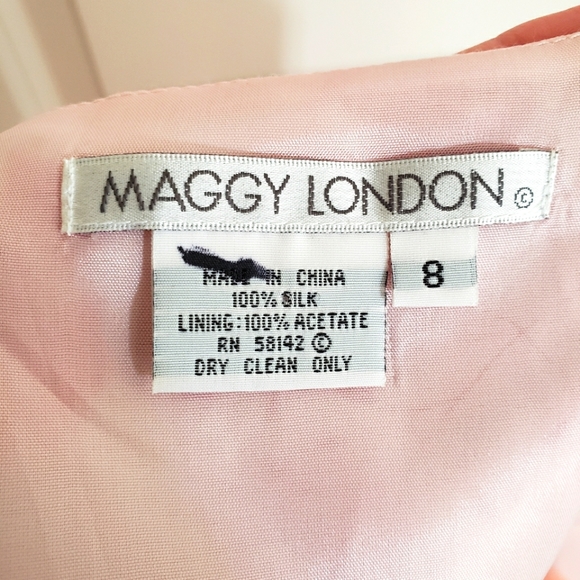 MAGGY LONDON ©
8
MADE IN CHINA
100% SILK
LINING:100% ACETATE
RN 58142 ©
DRY CLEAN ONLY